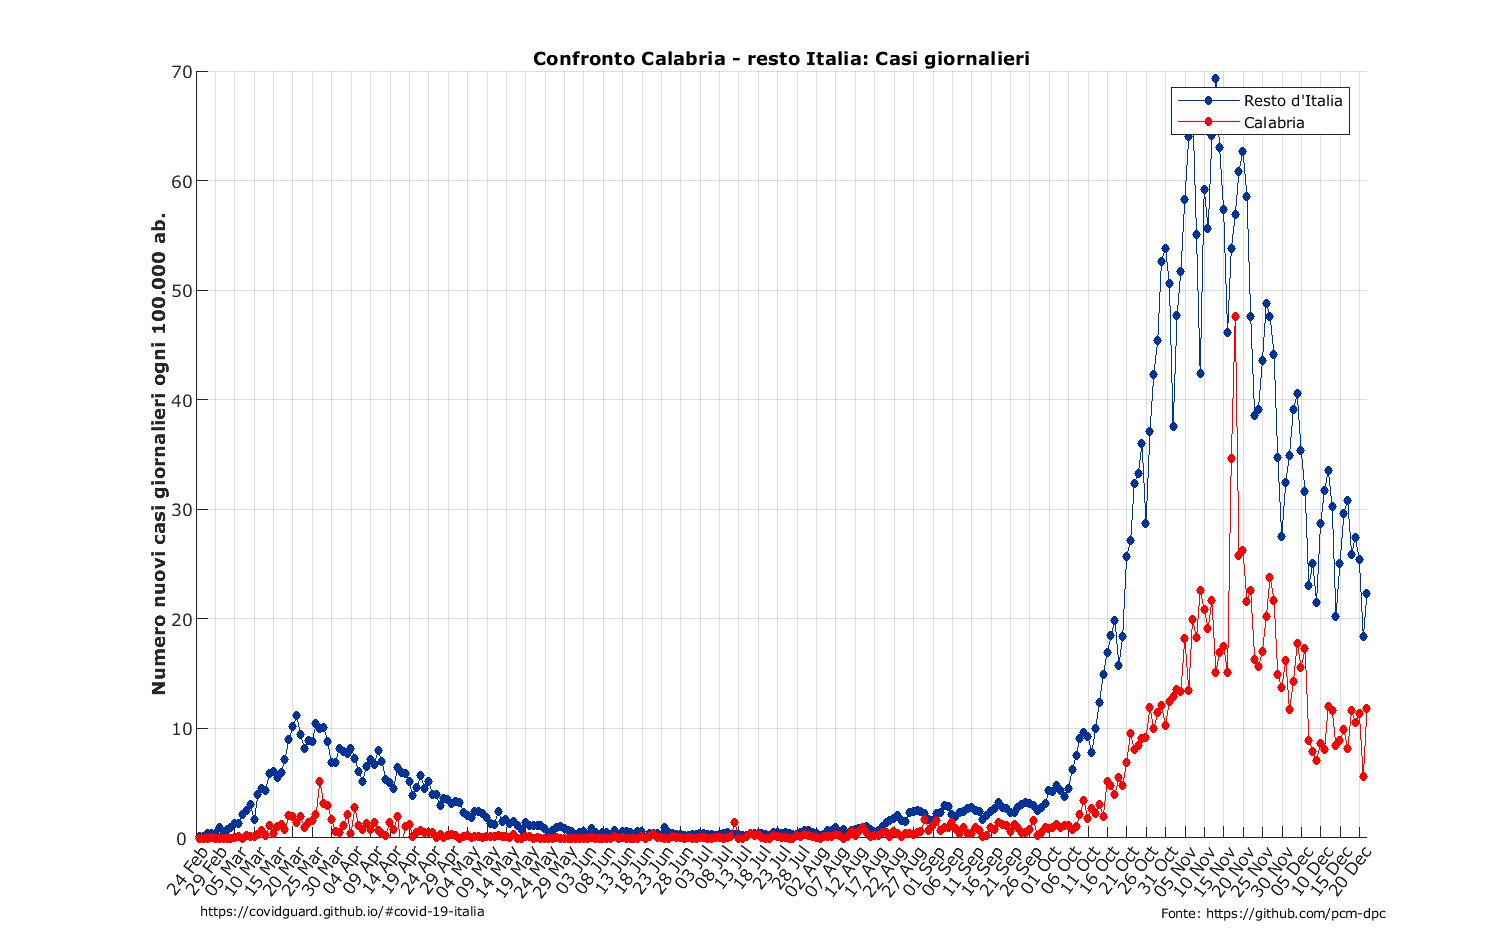 Confronto Calabria - resto Italia: Casi giornalieri
Resto d'Italia
Calabria
Numero nuovi casi giornalieri ogni 100.000 ab.
70
60
50
40
30
20
10
0
24 Feb
29 Feb
05 Mar
10 Mar
15 Mar
20 Mar
25 Mar
30 Mar
04 Apr
09 Apr
14 Apr
19 Apr
24 Apr
29 Apr
04 May
09 May
14 May
19 May
24 May
29 May
03 Jun
08 Jun
13 Jun
18 Jun
23 Jun
28 Jun
03 Jul
08 Jul
13 Jul
18 Jul
23 Jul
28 Jul
02 Aug
07 Aug
12 Aug
17 Aug
22 Aug
27 Aug
01 Sep
06 Sep
11 Sep
16 Sep
21 Sep
26 Sep
01 Oct
06 Oct
11 Oct
16 Oct
21 Oct
26 Oct
31 Oct
05 Nov
10 Nov
15 Nov
20 Nov
25 Nov
30 Nov
05 Dec
10 Dec
15 Dec
20 Dec
https://covidguard.github.io/#covid-19-italia
Fonte: https://github.com/pcm-dpc